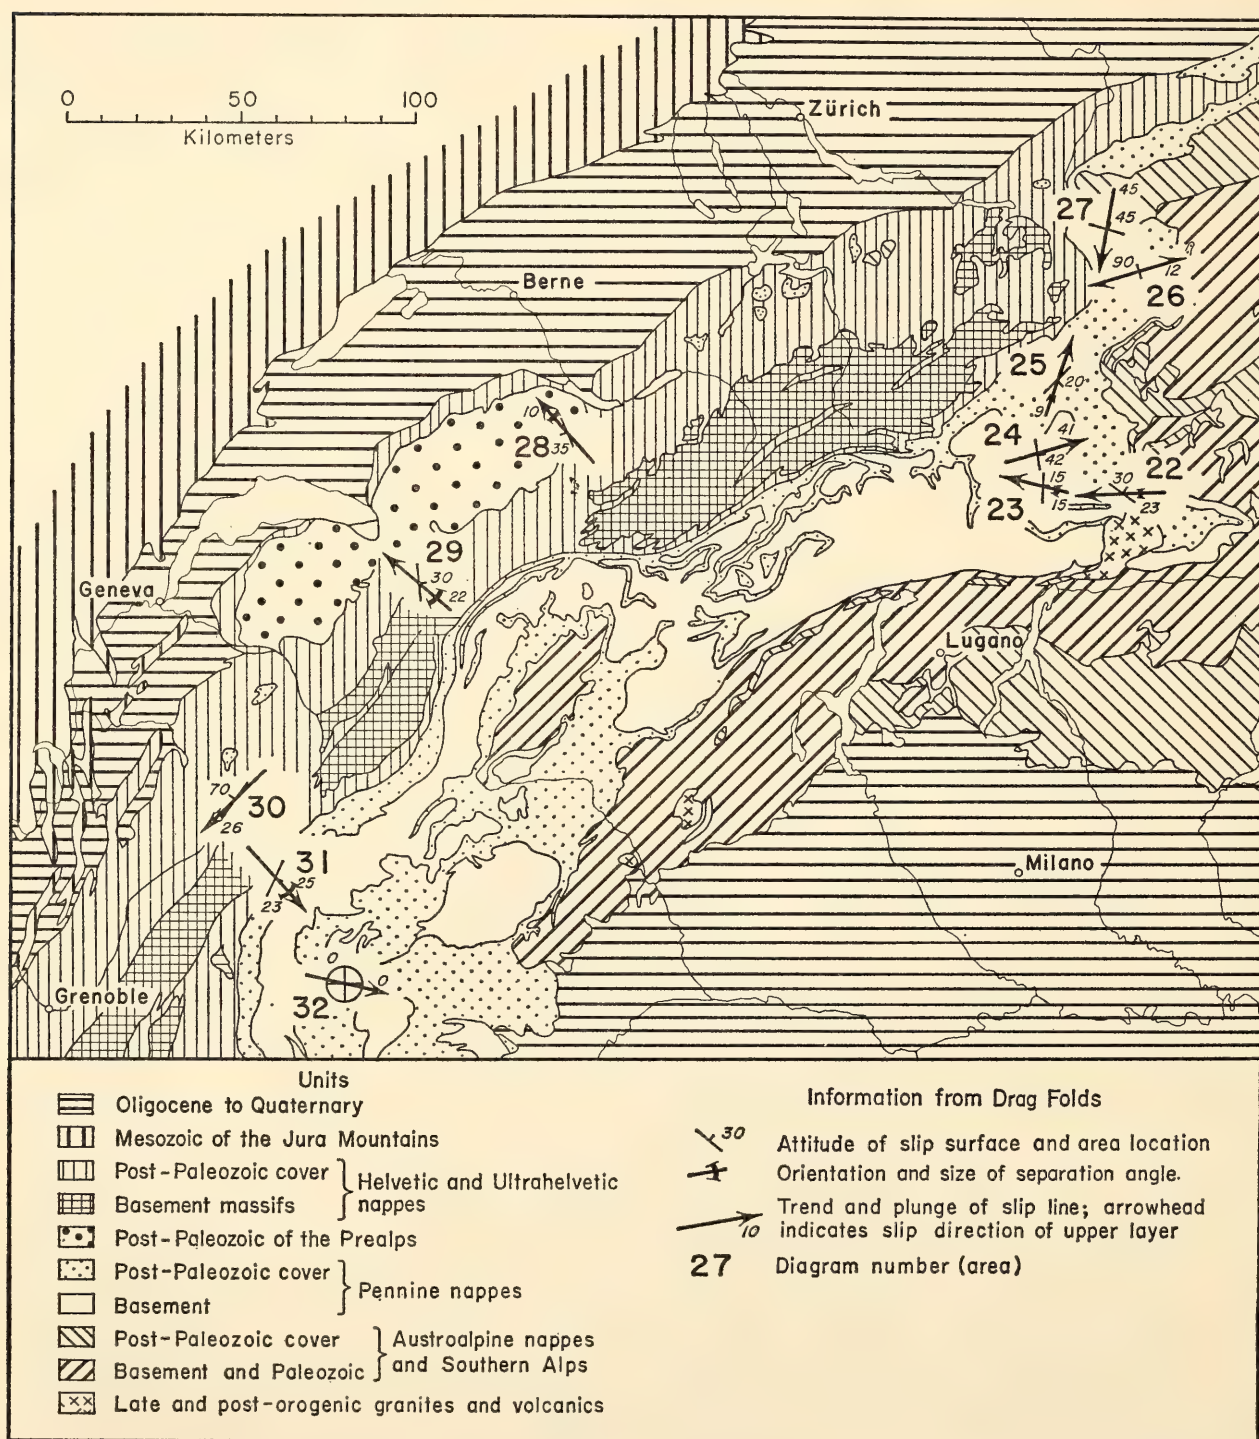 0 50 100
Kilometers
Zürich
27 45
45
Berne
90 12
26
25
20
9
10
28 35
24 41
42
22
15 30
15 23
23
29
30
22
Geneva
Lugano
70 30
26
31
25
23
Milano
0
0
32
Grenoble
Units
Oligocene to Quaternary
Mesozoic of the Jura Mountains
Post-Paleozoic cover
Basement massifs
Helvetic and Ultrahelvetic
nappes
Post-Paleozoic of the Prealps
Post-Paleozoic cover
Basement
Pennine nappes
Post-Paleozoic cover
Basement and Paleozoic
Austroalpine nappes
and Southern Alps
Late and post-orogenic granites and volcanics
Information from Drag Folds
30 Attitude of slip surface and area location
Orientation and size of separation angle.
Trend and plunge of slip line; arrowhead
10 indicates slip direction of upper layer
27 Diagram number (area)